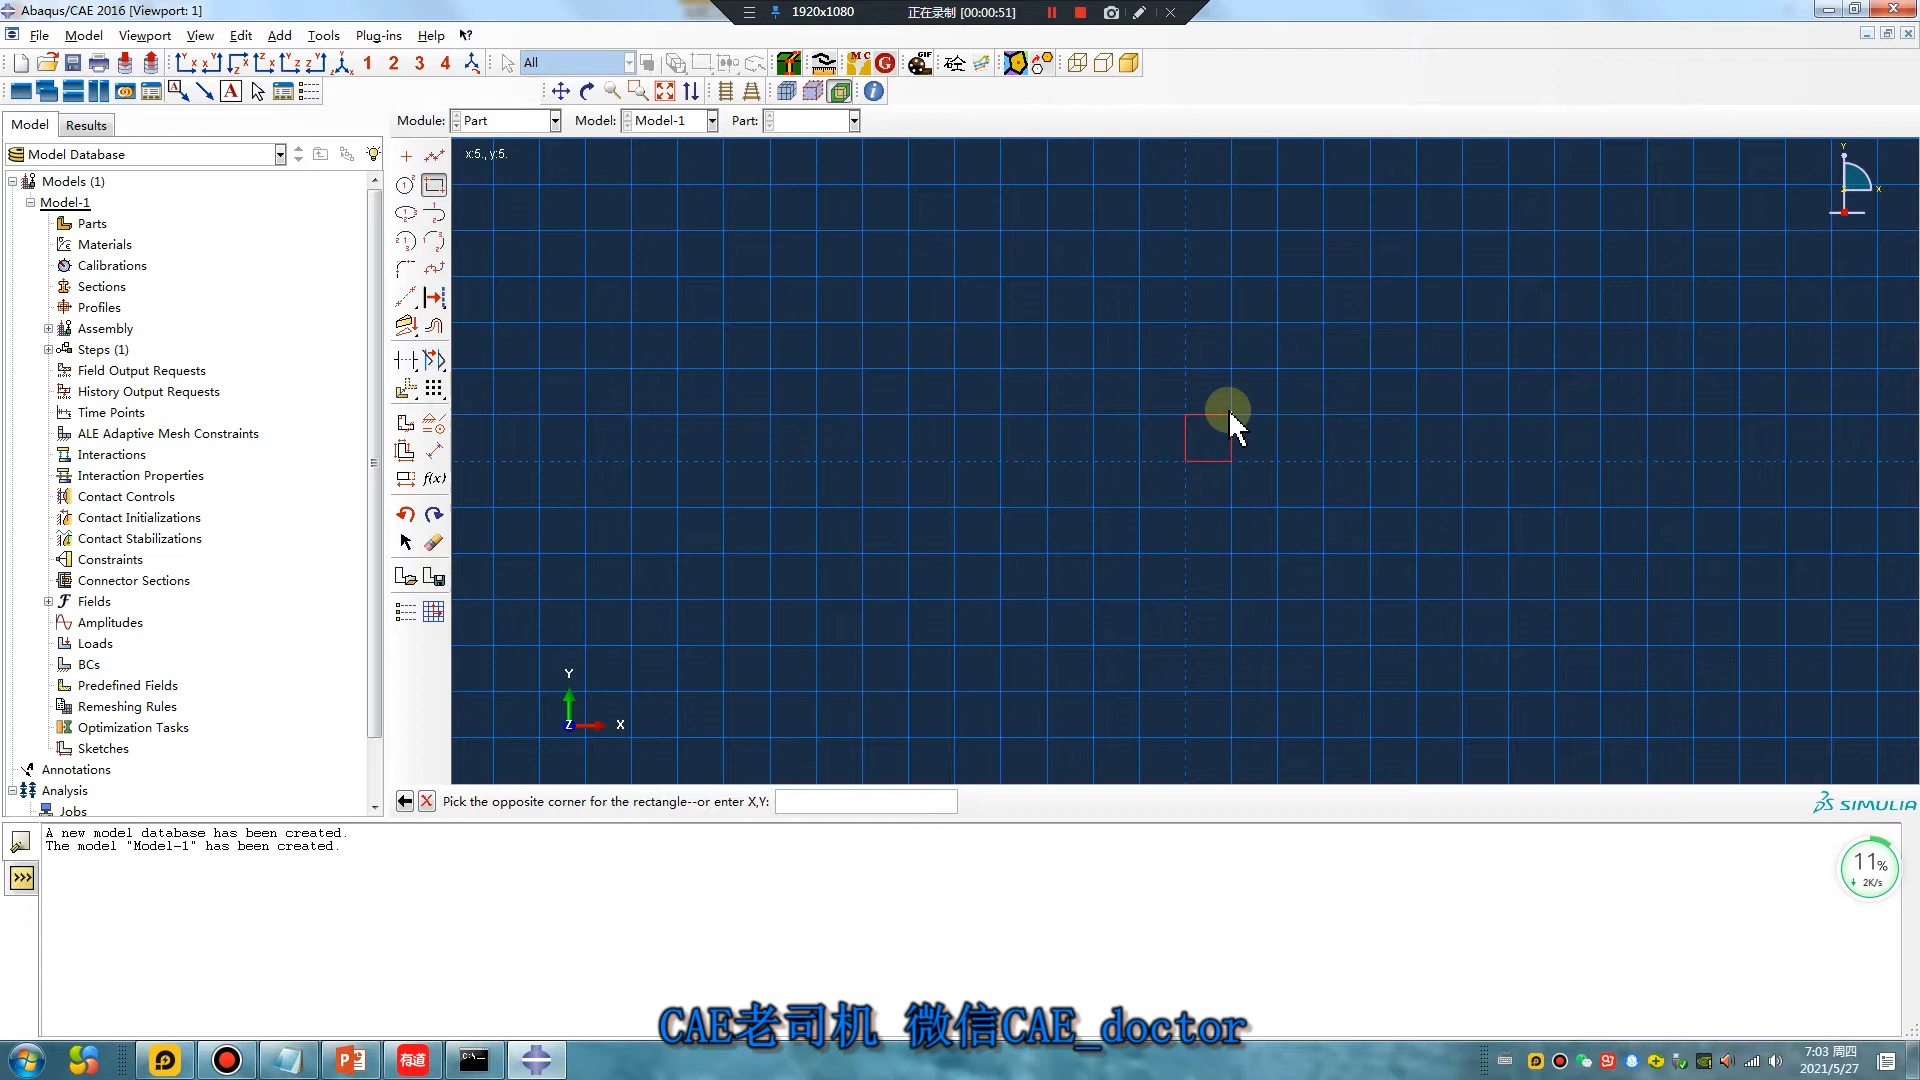 Abaqus/CAE 2016 [Viewport: 1]
1920x1080
正在录制 [00:00:51]
File Model Viewport View Edit Add Tools Plug-ins Help
1 2 3 4
All
Module: Part Model: Model-1 Part:
Model Results
Model Database
Models (1)
Model-1
Parts
Materials
Calibrations
Sections
Profiles
Assembly
Steps (1)
Field Output Requests
History Output Requests
Time Points
ALE Adaptive Mesh Constraints
Interactions
Interaction Properties
Contact Controls
Contact Initializations
Contact Stabilizations
Constraints
Connector Sections
Fields
Amplitudes
Loads
BCs
Predefined Fields
Remeshing Rules
Optimization Tasks
Sketches
Annotations
Analysis
Jobs
f(x)
x:5., y:5.
Y
X
Y
Z
X
Pick the opposite corner for the rectangle--or enter X,Y:
SIMULIA
A new model database has been created.
The model "Model-1" has been created.
11%
2K/s
CAE老司机 微信CAE_doctor
有道
7:03 周四
2021/5/27